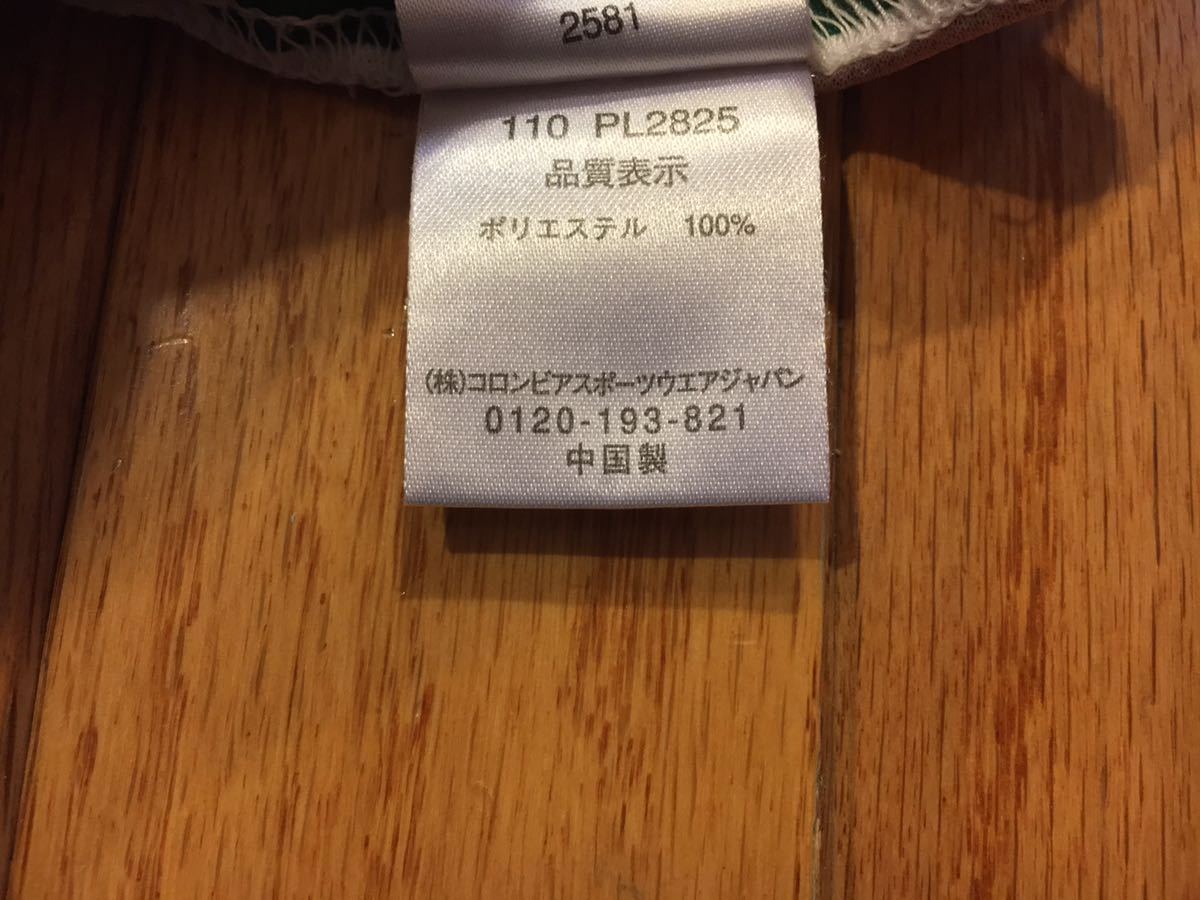 2581
110 PL2825
品質表示
ポリエステル 100%
(株)コロンビアスポーツウエアジャパン
0120-193-821
中国製